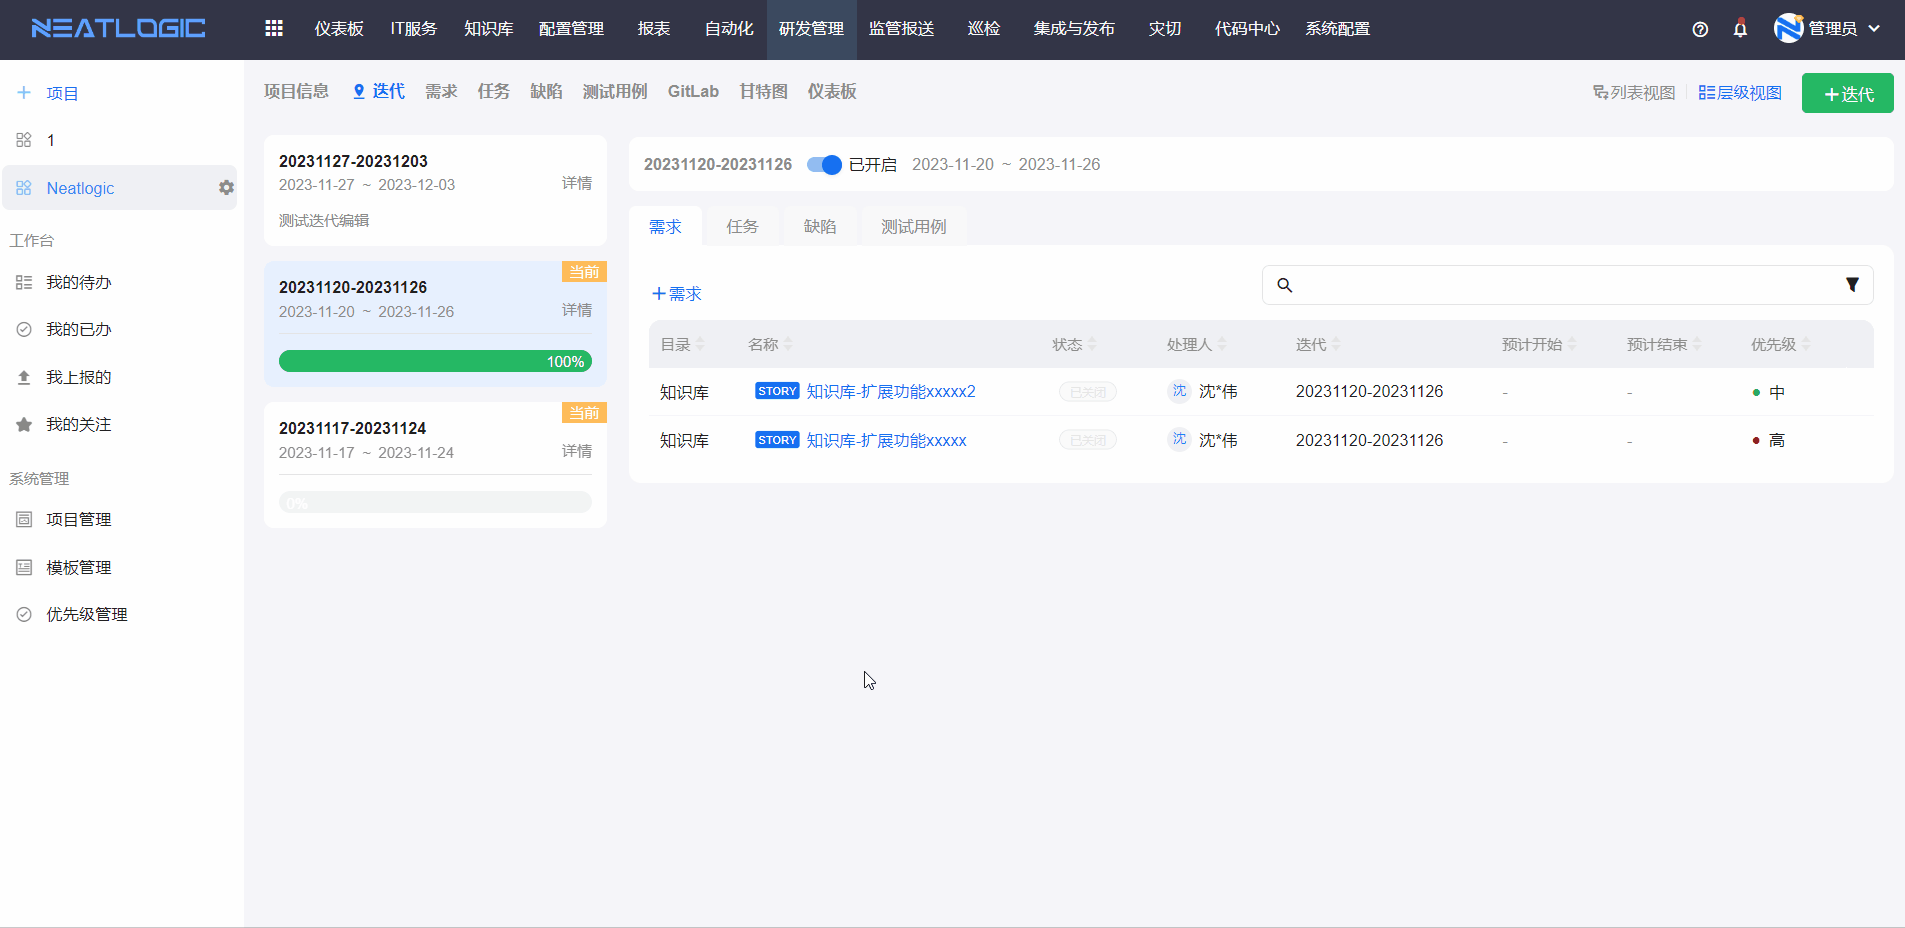 NEATLOGIC
仪表板 IT服务 知识库 配置管理 报表 自动化 研发管理 监管报送 巡检 集成与发布 灾切 代码中心 系统配置 管理员
项目
1
Neatlogic
工作台
我的待办
我的已办
我上报的
我的关注
系统管理
项目管理
模板管理
优先级管理
项目信息 迭代 需求 任务 缺陷 测试用例 GitLab 甘特图 仪表板 列表视图 层级视图 +迭代
20231127-20231203
2023-11-27 ~ 2023-12-03 详情
测试迭代编辑
当前
20231120-20231126
2023-11-20 ~ 2023-11-26 详情
100%
当前
20231117-20231124
2023-11-17 ~ 2023-11-24 详情
0%
20231120-20231126 已开启 2023-11-20 ~ 2023-11-26
需求 任务 缺陷 测试用例
+需求
目录 名称 状态 处理人 迭代 预计开始 预计结束 优先级
知识库 STORY 知识库-扩展功能xxxxx2 已关闭 沈 沈*伟 20231120-20231126 - - 中
知识库 STORY 知识库-扩展功能xxxxx 已关闭 沈 沈*伟 20231120-20231126 - - 高